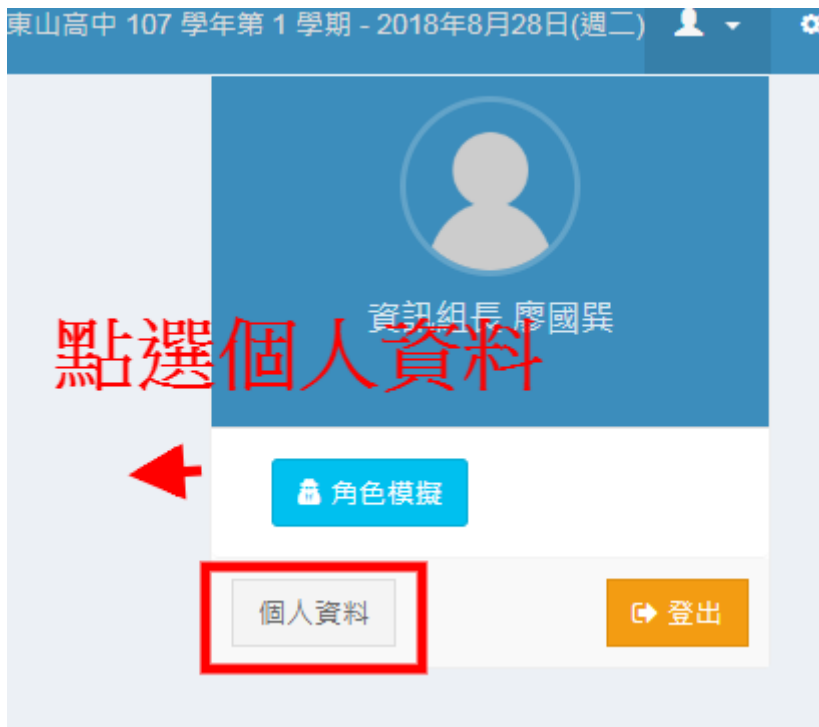 東山高中 107 學年第 1 學期 - 2018年8月28日(週二)
資訊組長 廖國巽
點選個人資料
角色模擬
個人資料
登出